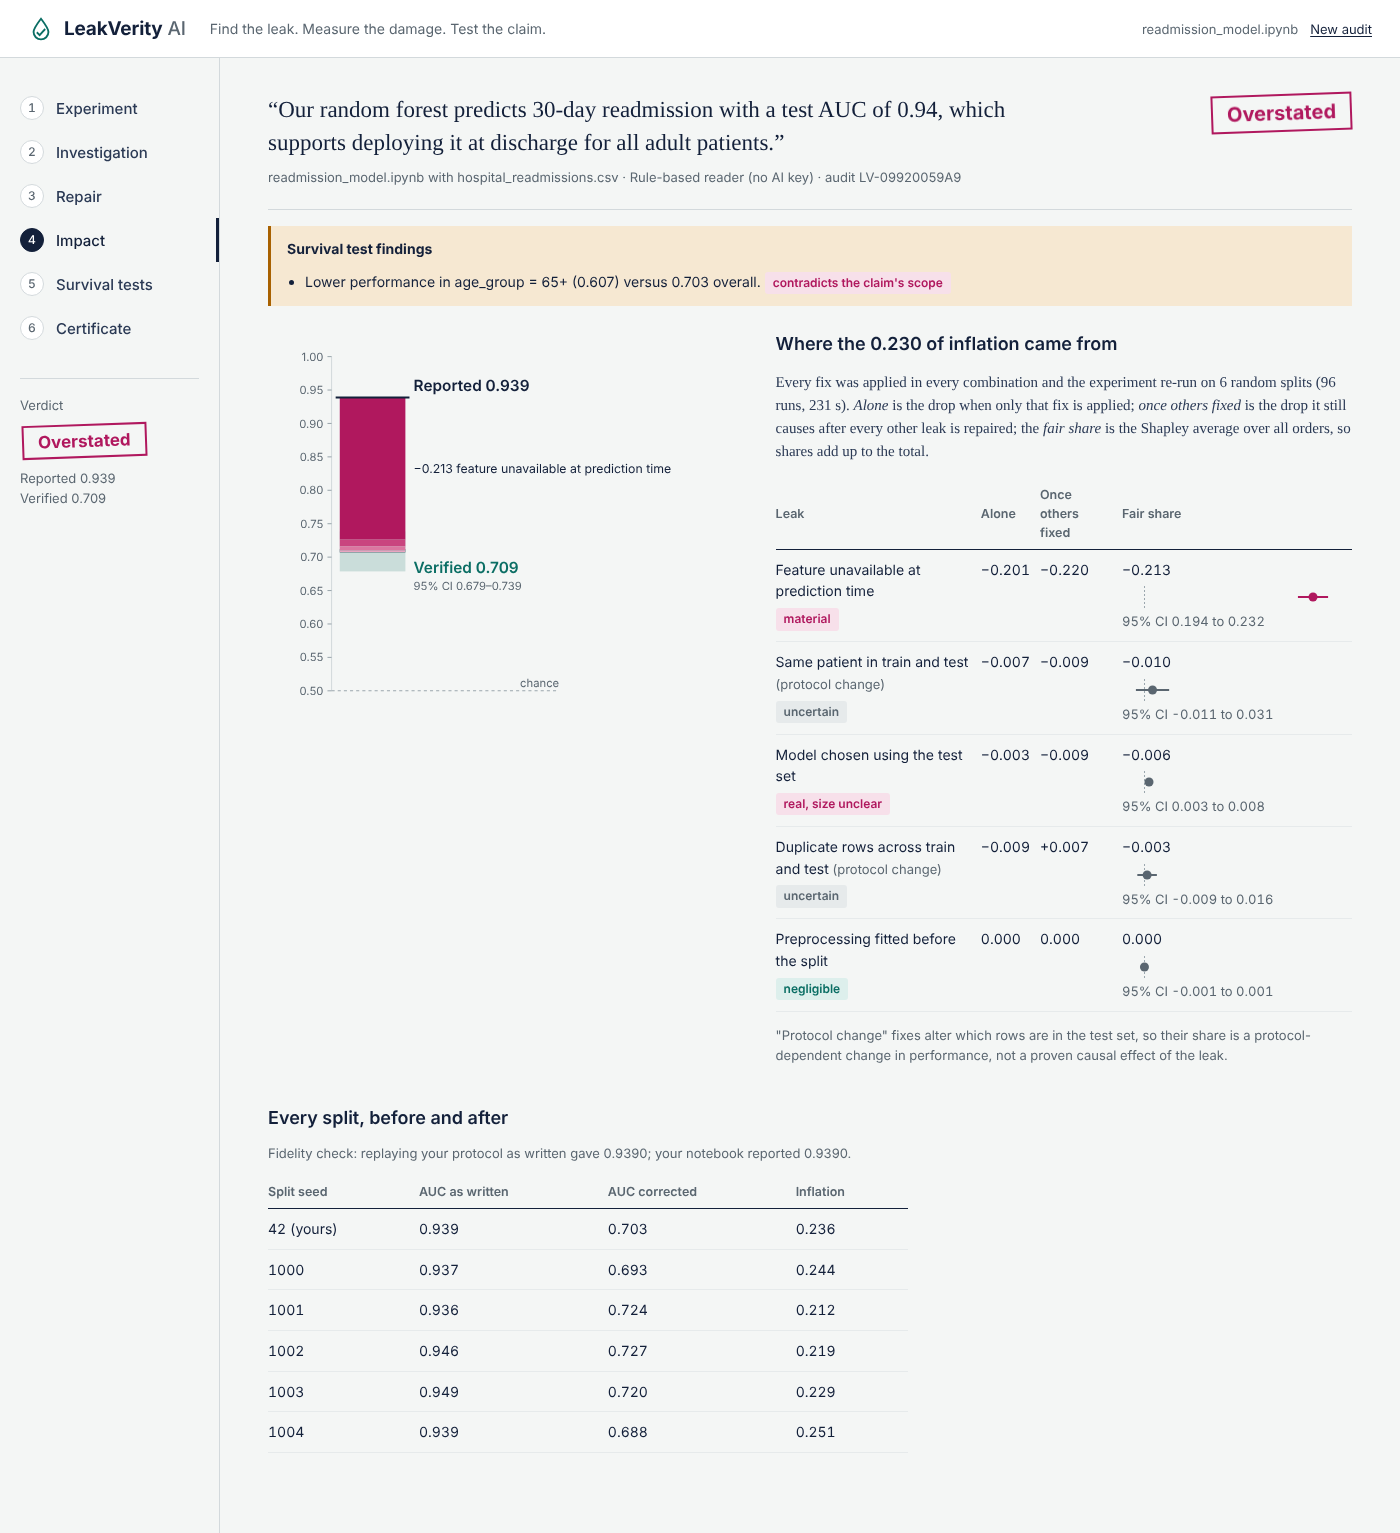 LeakVerity AI
Find the leak. Measure the damage. Test the claim.
readmission_model.ipynb New audit
1 Experiment
2 Investigation
3 Repair
4 Impact
5 Survival tests
6 Certificate
Verdict
Overstated
Reported 0.939
Verified 0.709
“Our random forest predicts 30-day readmission with a test AUC of 0.94, which
supports deploying it at discharge for all adult patients.”
Overstated
readmission_model.ipynb with hospital_readmissions.csv · Rule-based reader (no AI key) · audit LV-09920059A9
Survival test findings
• Lower performance in age_group = 65+ (0.607) versus 0.703 overall. contradicts the claim's scope
1.00
0.95
0.90
0.85
0.80
0.75
0.70
0.65
0.60
0.55
0.50
Reported 0.939
−0.213 feature unavailable at prediction time
Verified 0.709
95% CI 0.679–0.739
chance
Where the 0.230 of inflation came from
Every fix was applied in every combination and the experiment re-run on 6 random splits (96
runs, 231 s). Alone is the drop when only that fix is applied; once others fixed is the drop it still
causes after every other leak is repaired; the fair share is the Shapley average over all orders, so
shares add up to the total.
Leak Alone Once others fixed Fair share
Feature unavailable at −0.201 −0.220 −0.213
prediction time
material 95% CI 0.194 to 0.232
Same patient in train and test −0.007 −0.009 −0.010
(protocol change)
uncertain 95% CI -0.011 to 0.031
Model chosen using the test −0.003 −0.009 −0.006
set
real, size unclear 95% CI 0.003 to 0.008
Duplicate rows across train −0.009 +0.007 −0.003
and test (protocol change)
uncertain 95% CI -0.009 to 0.016
Preprocessing fitted before 0.000 0.000 0.000
the split
negligible 95% CI -0.001 to 0.001
"Protocol change" fixes alter which rows are in the test set, so their share is a protocol-
dependent change in performance, not a proven causal effect of the leak.
Every split, before and after
Fidelity check: replaying your protocol as written gave 0.9390; your notebook reported 0.9390.
Split seed AUC as written AUC corrected Inflation
42 (yours) 0.939 0.703 0.236
1000 0.937 0.693 0.244
1001 0.936 0.724 0.212
1002 0.946 0.727 0.219
1003 0.949 0.720 0.229
1004 0.939 0.688 0.251